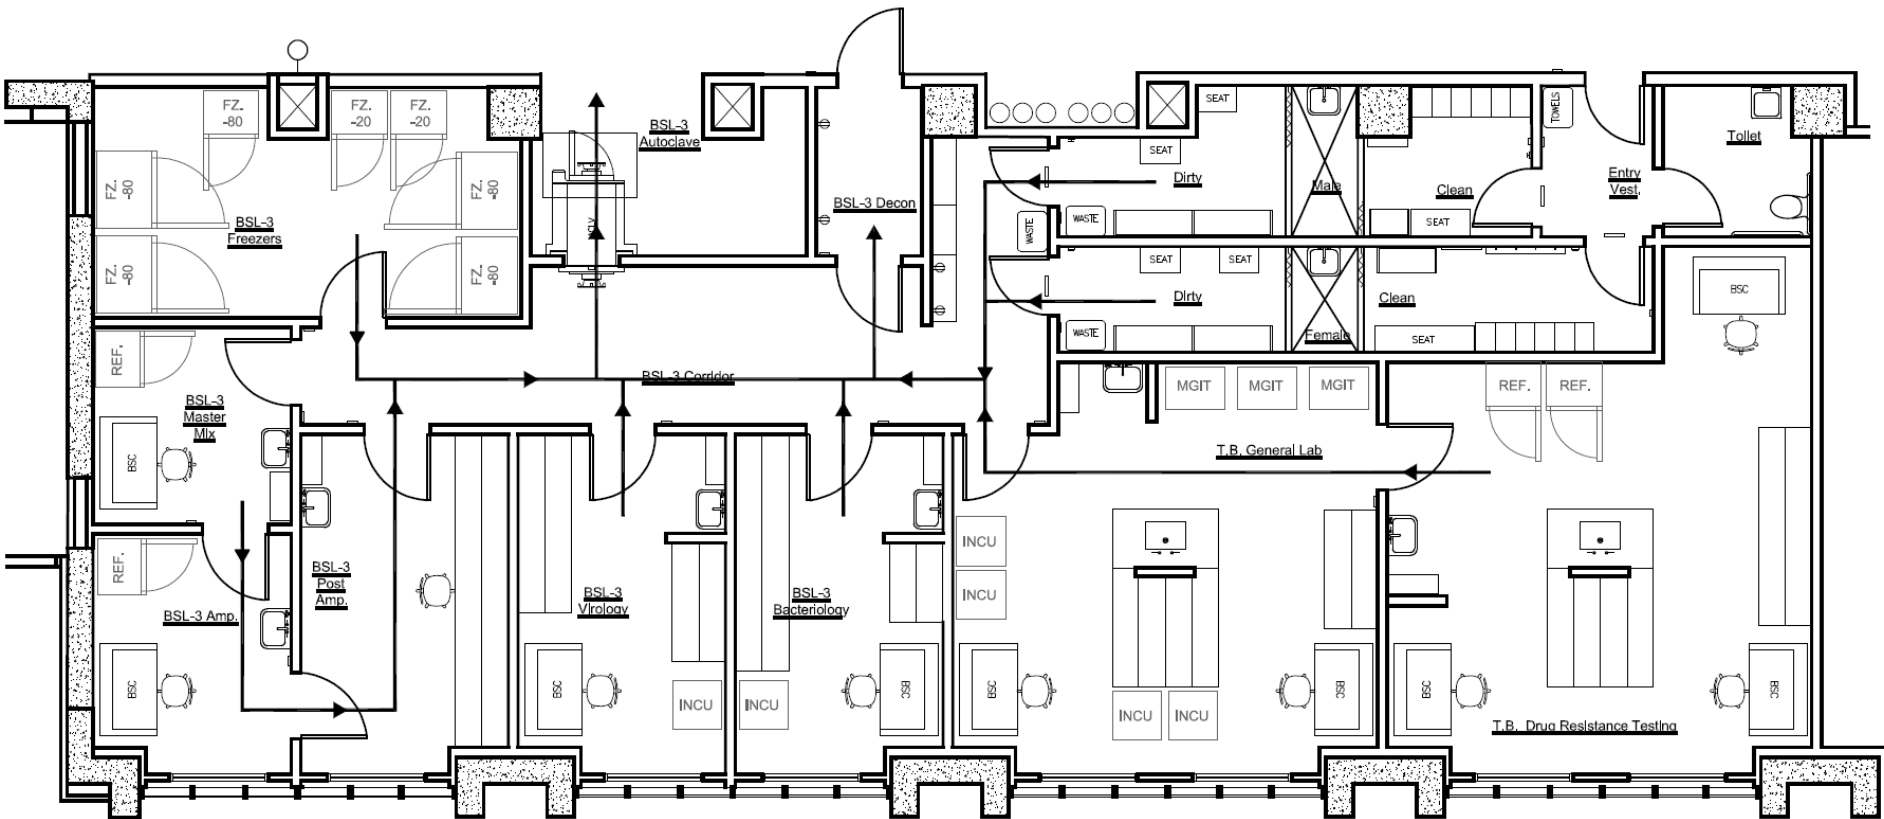 FZ.
-80
FZ.
-20
FZ.
-20
BSL-3
Autoclave
SEAT
TOWELS
Toilet
SEAT
FZ.
-80
FZ.
-80
BSL-3
Freezers
BSL-3 Decon
Dirty
Male
Clean
Entry
Vest.
WASTE
WASTE
SEAT
FZ.
-80
FZ.
-80
SEAT
SEAT
Dirty
Clean
BSC
WASTE
Female
SEAT
REF.
BSL-3 Corridor
MGIT
MGIT
MGIT
REF.
REF.
BSL-3
Master
Mix
BSC
T.B. General Lab
REF.
INCU
INCU
BSL-3
Post
Amp.
BSL-3 Amp.
BSL-3
Virology
BSL-3
Bacteriology
BSC
BSC
INCU
INCU
BSC
BSC
INCU
INCU
BSC
BSC
BSC
T.B. Drug Resistance Testing